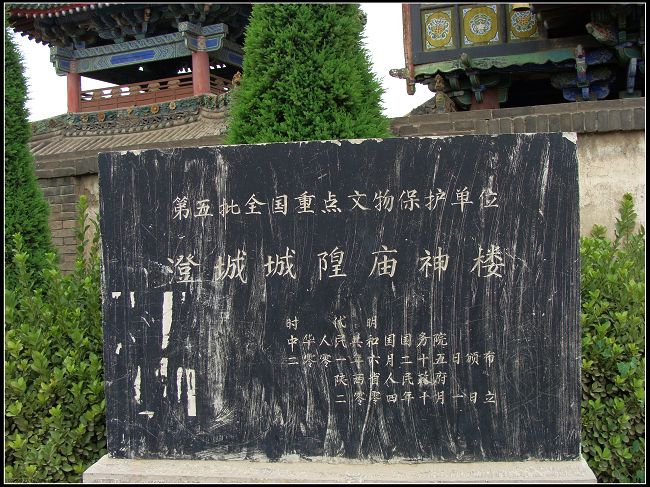 第五批全国重点文物保护单位
澄城城隍庙神楼
时 代 明
中华人民共和国国务院
二零零一年六月二十五日颁布
陕西省人民政府
二零零四年十月一日立